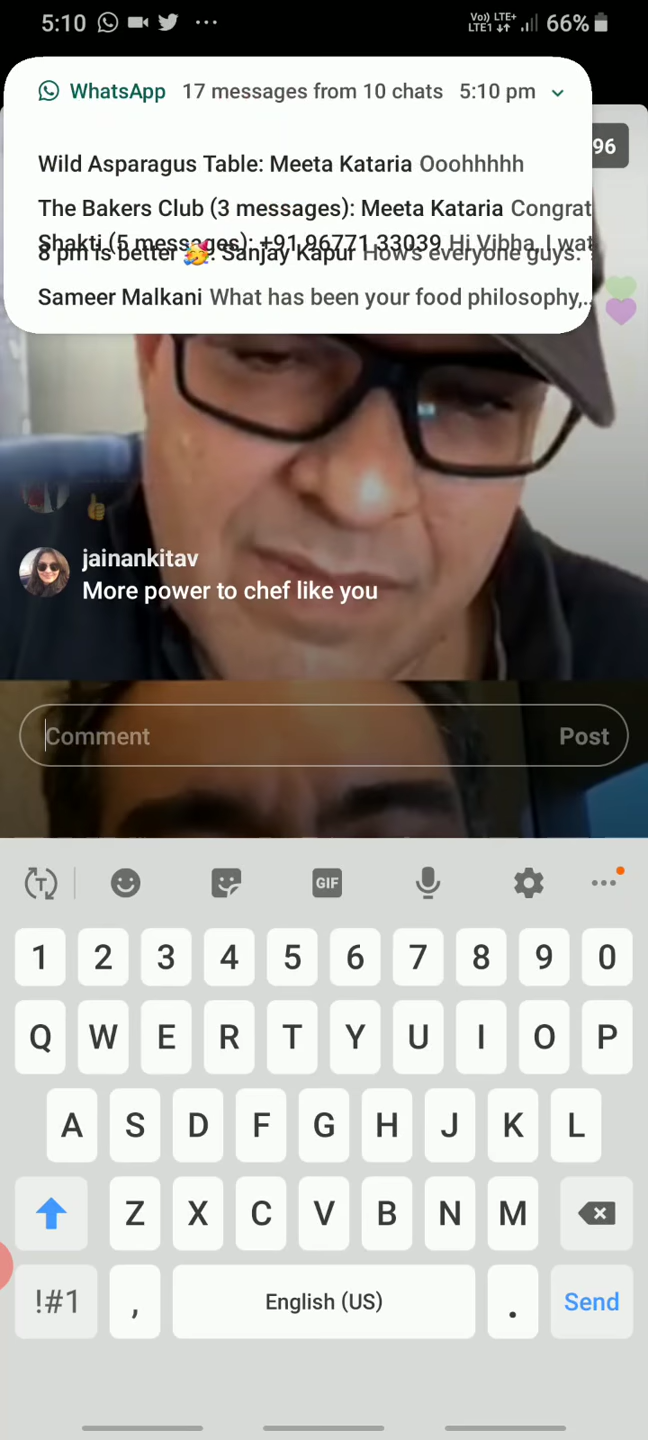 5:10 Vo)) LTE+ LTE1 66%
WhatsApp 17 messages from 10 chats 5:10 pm
96
Wild Asparagus Table: Meeta Kataria Ooohhhhh
The Bakers Club (3 messages): Meeta Kataria Congrat
Shakti (5 messages): +91 96771 33039 Hi Vibha, I wat
8 pm is better 🥳: Sanjay Kapur How's everyone guys.
Sameer Malkani What has been your food philosophy,..
👍
jainankitav
More power to chef like you
Comment Post
T GIF
1 2 3 4 5 6 7 8 9 0
Q W E R T Y U I O P
A S D F G H J K L
Z X C V B N M
!#1 , English (US) . Send